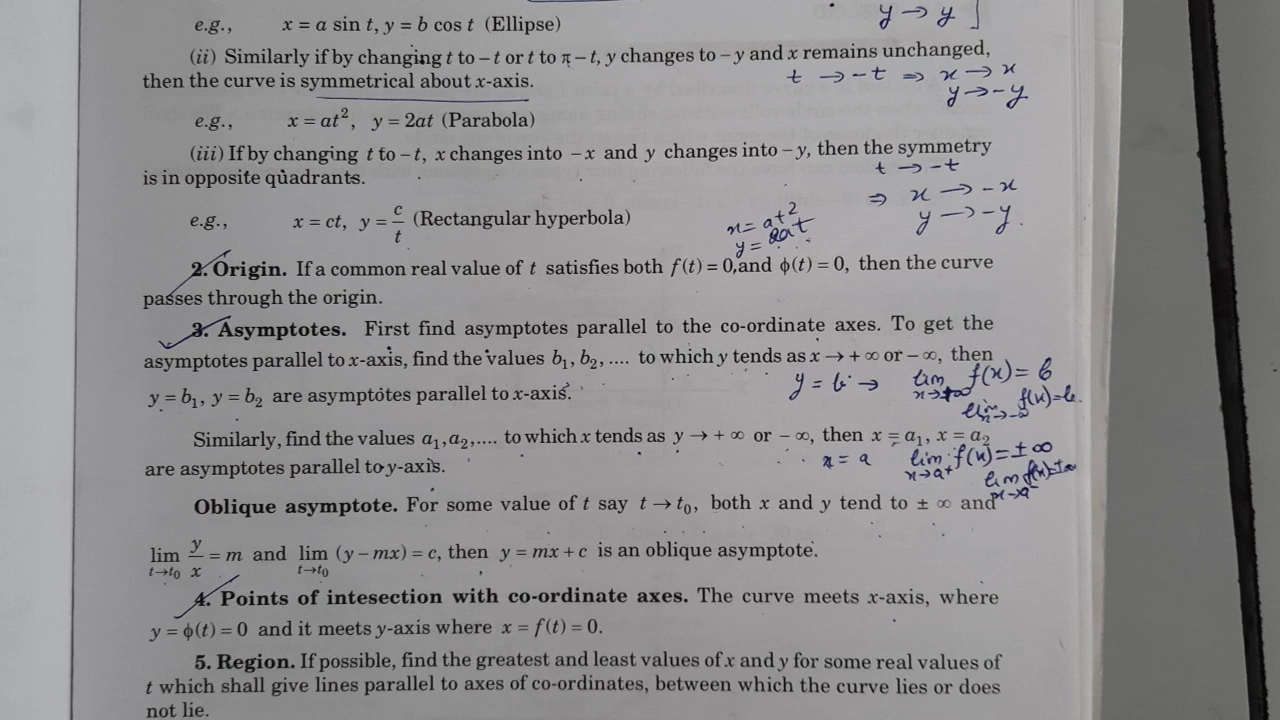 e.g., x = a sin t, y = b cos t (Ellipse)
y → y ]
(ii) Similarly if by changing t to – t or t to π – t, y changes to – y and x remains unchanged,
then the curve is symmetrical about x-axis.
t → -t ⇒ x → x
y → -y
e.g., x = at², y = 2at (Parabola)
(iii) If by changing t to – t, x changes into – x and y changes into – y, then the symmetry
is in opposite quadrants.
t → -t
⇒ x → -x
y → -y.
e.g., x = ct, y = c/t (Rectangular hyperbola)
x = at²
y = 2at
2. Origin. If a common real value of t satisfies both f(t) = 0, and ϕ(t) = 0, then the curve
passes through the origin.
3. Asymptotes. First find asymptotes parallel to the co-ordinate axes. To get the
asymptotes parallel to x-axis, find the values b₁, b₂, .... to which y tends as x → + ∞ or – ∞, then
y = b₁, y = b₂ are asymptotes parallel to x-axis.
y = b → lim x→+∞ f(x) = b
lim x→-∞ f(x) = b
Similarly, find the values a₁, a₂, .... to which x tends as y → + ∞ or – ∞, then x = a₁, x = a₂
are asymptotes parallel to y-axis.
x = a lim x→a⁺ f(x) = ± ∞
lim x→a⁻ f(x) = ± ∞
Oblique asymptote. For some value of t say t → t₀, both x and y tend to ± ∞ and
lim t→t₀ y/x = m and lim t→t₀ (y – mx) = c, then y = mx + c is an oblique asymptote.
4. Points of intesection with co-ordinate axes. The curve meets x-axis, where
y = ϕ(t) = 0 and it meets y-axis where x = f(t) = 0.
5. Region. If possible, find the greatest and least values of x and y for some real values of
t which shall give lines parallel to axes of co-ordinates, between which the curve lies or does
not lie.